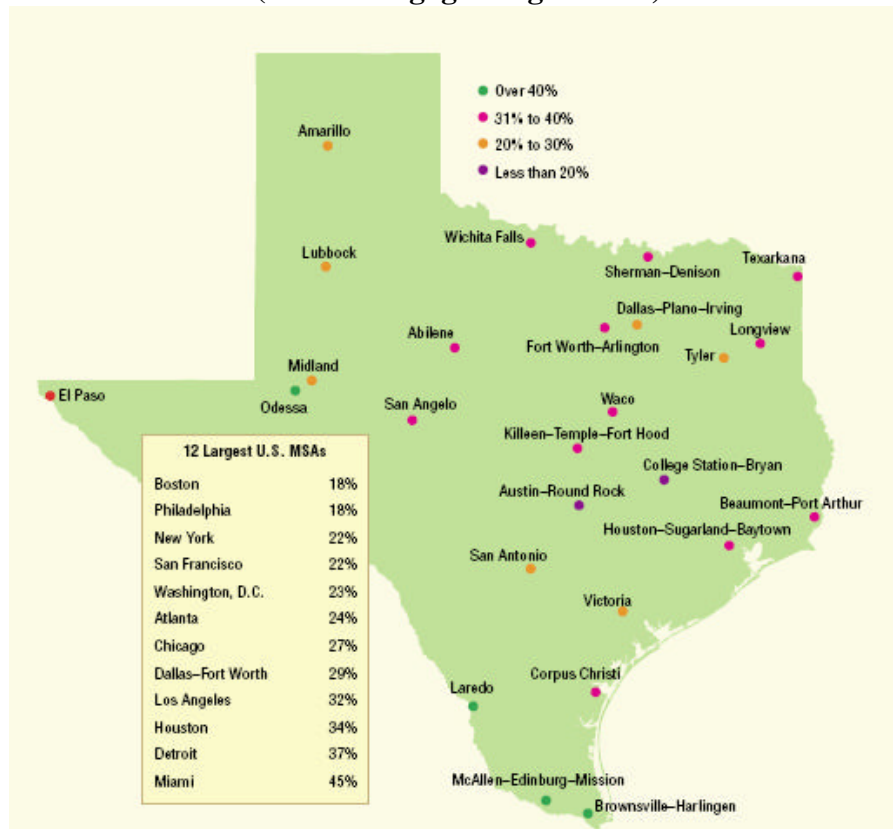 Over 40%
31% to 40%
20% to 30%
Less than 20%
Amarillo
Wichita Falls
Lubbock
Sherman–Denison
Texarkana
Dallas–Plano–Irving
Abilene
Fort Worth–Arlington
Longview
Tyler
Midland
El Paso
Odessa
San Angelo
Waco
Killeen–Temple–Fort Hood
College Station–Bryan
Austin–Round Rock
Beaumont–Port Arthur
Houston–Sugarland–Baytown
San Antonio
Victoria
Corpus Christi
Laredo
McAllen–Edinburg–Mission
Brownsville–Harlingen
12 Largest U.S. MSAs
Boston 18%
Philadelphia 18%
New York 22%
San Francisco 22%
Washington, D.C. 23%
Atlanta 24%
Chicago 27%
Dallas–Fort Worth 29%
Los Angeles 32%
Houston 34%
Detroit 37%
Miami 45%